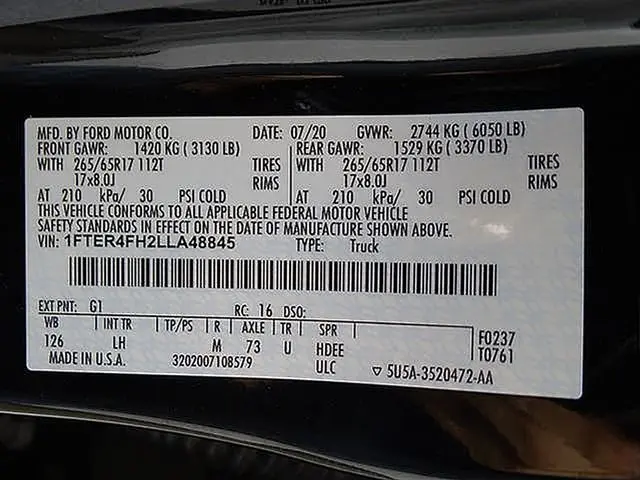 MFD. BY FORD MOTOR CO. DATE: 07/20 GVWR: 2744 KG ( 6050 LB)
FRONT GAWR: 1420 KG ( 3130 LB) REAR GAWR: 1529 KG ( 3370 LB)
WITH 265/65R17 112T TIRES WITH 265/65R17 112T TIRES
17x8.0J RIMS 17x8.0J RIMS
AT 210 kPa/ 30 PSI COLD AT 210 kPa/ 30 PSI COLD
THIS VEHICLE CONFORMS TO ALL APPLICABLE FEDERAL MOTOR VEHICLE
SAFETY STANDARDS IN EFFECT ON THE DATE OF MANUFACTURE SHOWN ABOVE.
VIN: 1FTER4FH2LLA48845 TYPE: Truck
EXT PNT: G1 RC: 16 DSO:
WB INT TR TP/PS R AXLE TR SPR F0237
126 LH M 73 U HDEE T0761
MADE IN U.S.A. 3202007108579 ULC ▽ 5U5A-3520472-AA